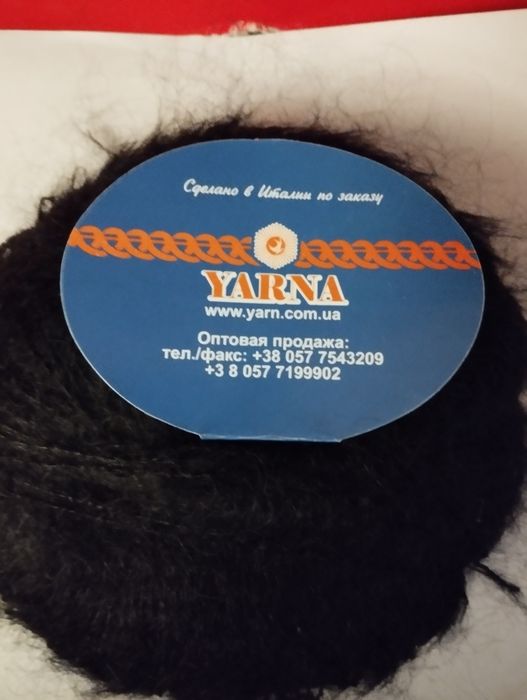 Сделано в Италии по заказу
YARNA
www.yarn.com.ua
Оптовая продажа:
тел./факс: +38 057 7543209
+3 8 057 7199902